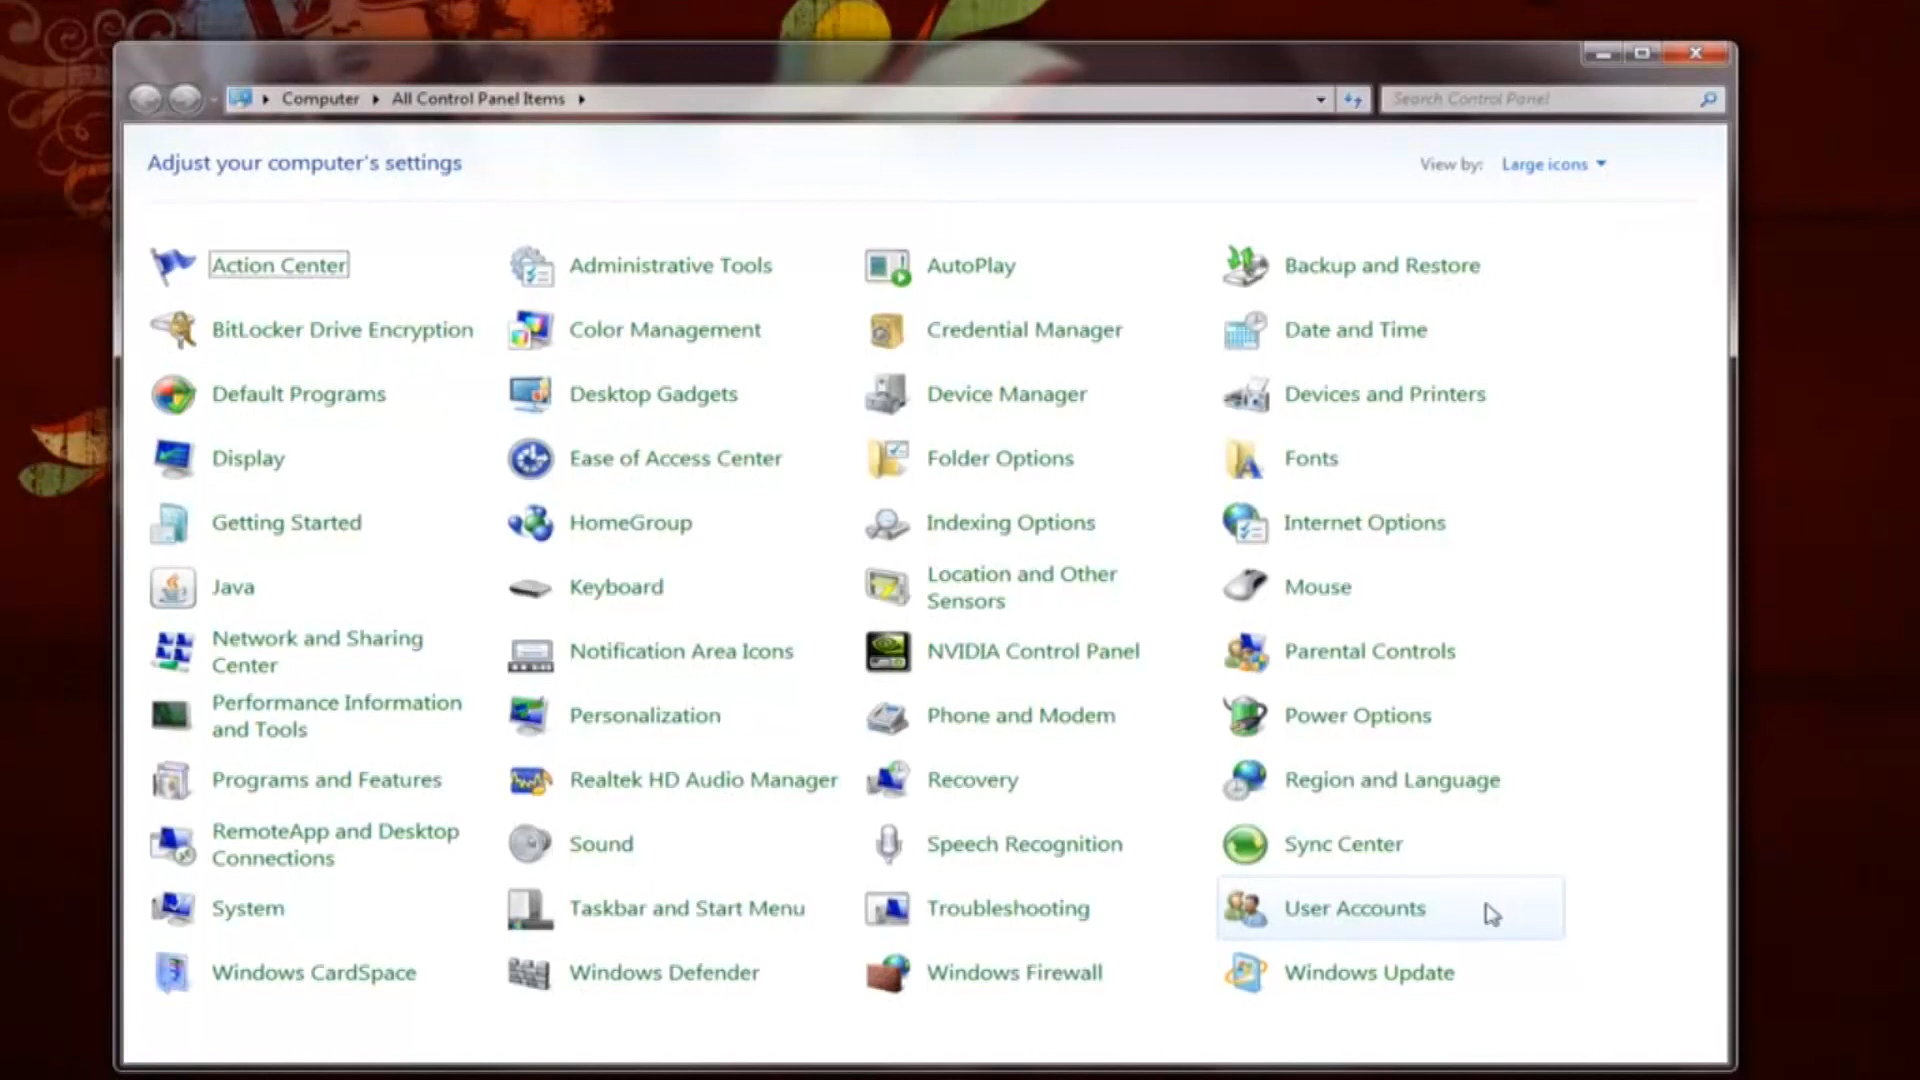 Computer
All Control Panel Items
Search Control Panel
Adjust your computer's settings
View by: Large icons
Action Center
Administrative Tools
AutoPlay
Backup and Restore
BitLocker Drive Encryption
Color Management
Credential Manager
Date and Time
Default Programs
Desktop Gadgets
Device Manager
Devices and Printers
Display
Ease of Access Center
Folder Options
Fonts
Getting Started
HomeGroup
Indexing Options
Internet Options
Java
Keyboard
Location and Other
Sensors
Mouse
Network and Sharing
Center
Notification Area Icons
NVIDIA Control Panel
Parental Controls
Performance Information
and Tools
Personalization
Phone and Modem
Power Options
Programs and Features
Realtek HD Audio Manager
Recovery
Region and Language
RemoteApp and Desktop
Connections
Sound
Speech Recognition
Sync Center
System
Taskbar and Start Menu
Troubleshooting
User Accounts
Windows CardSpace
Windows Defender
Windows Firewall
Windows Update